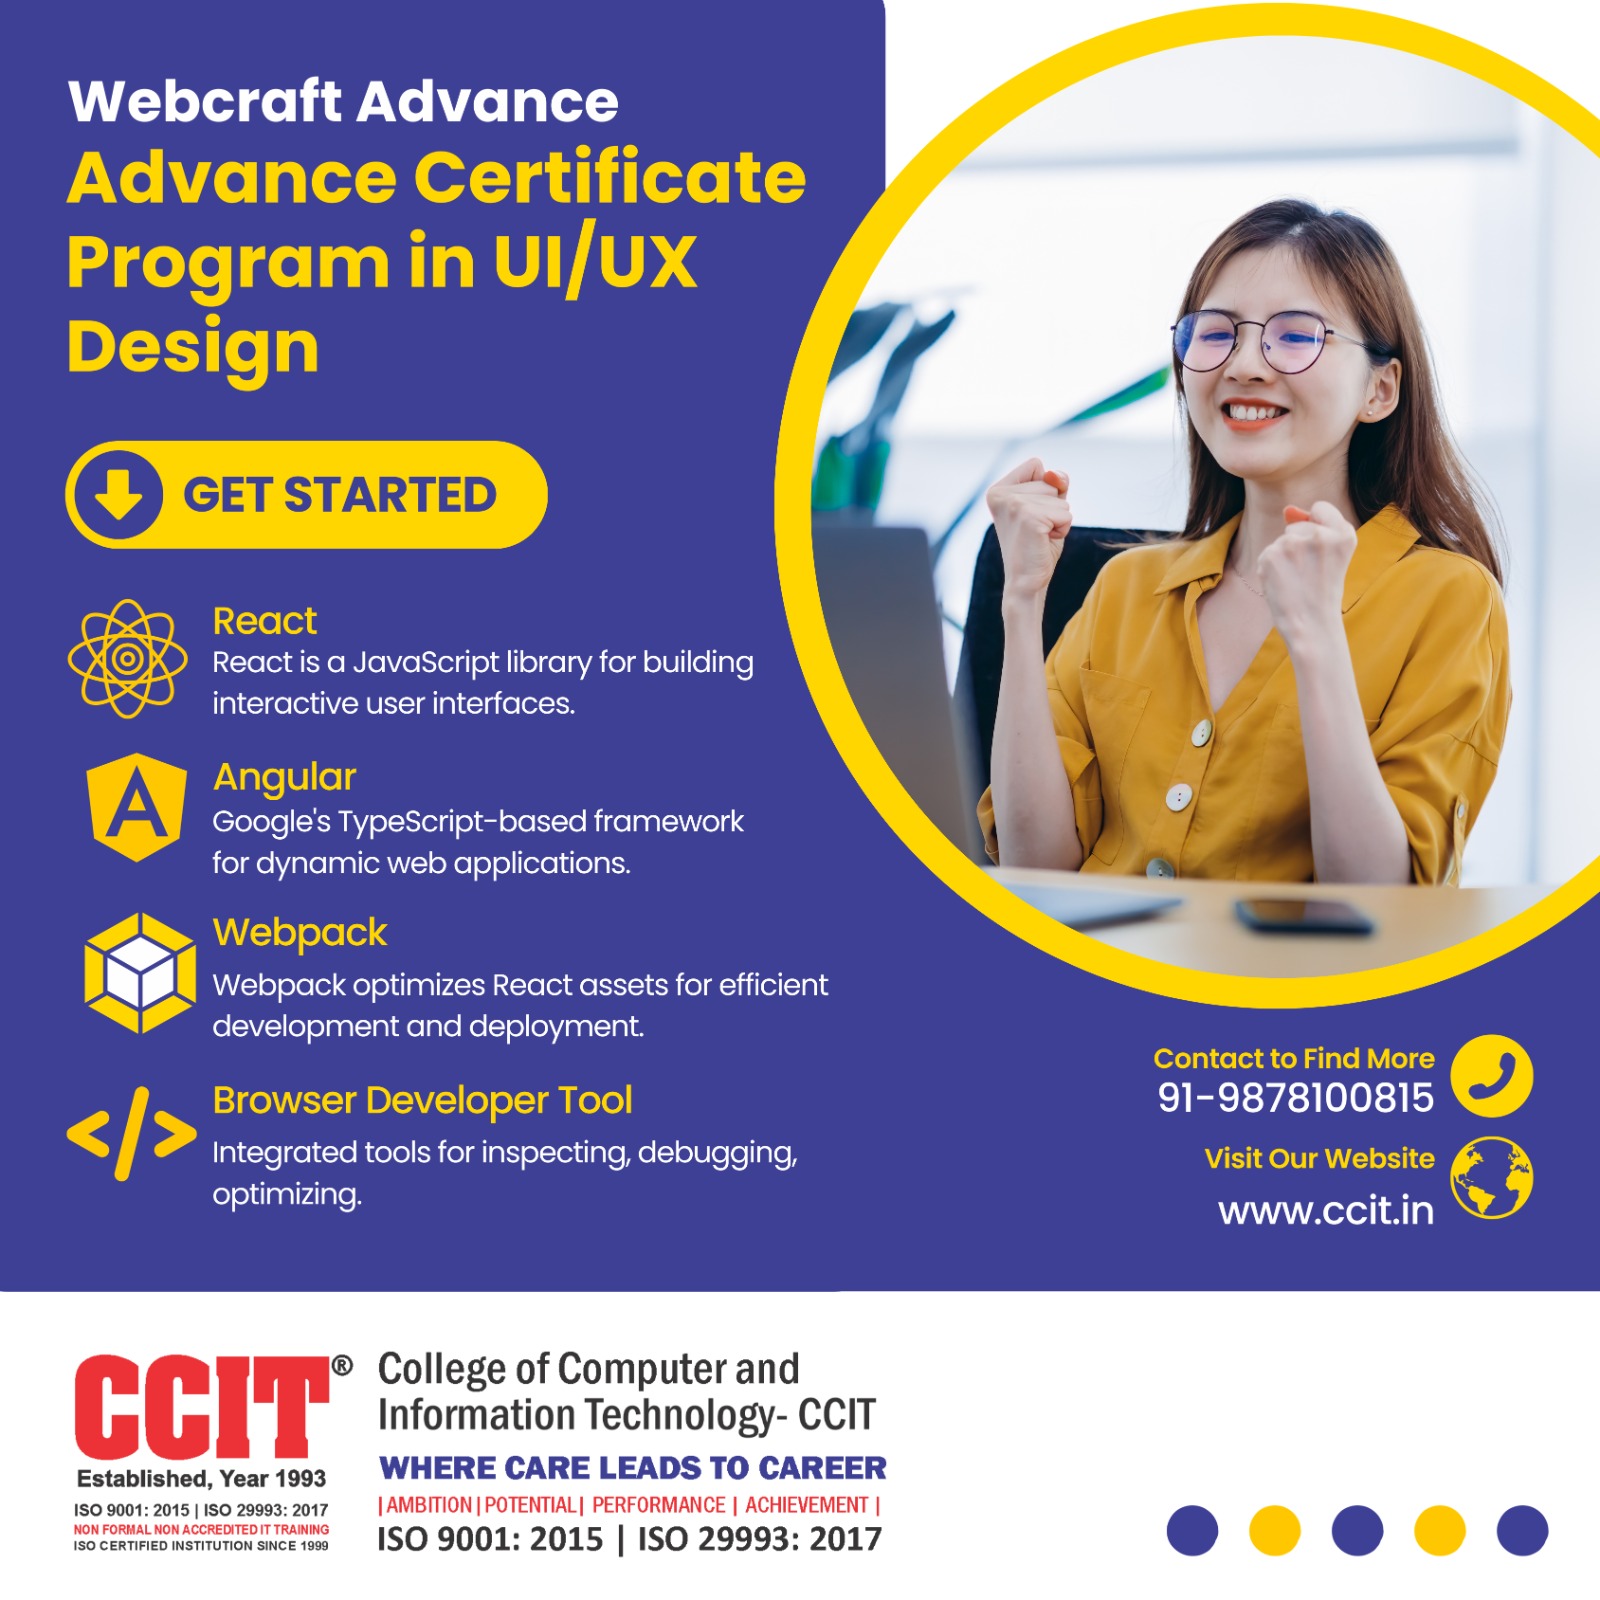 Webcraft Advance
Advance Certificate
Program in UI/UX
Design
GET STARTED
React
React is a JavaScript library for building
interactive user interfaces.
Angular
Google's TypeScript-based framework
for dynamic web applications.
Webpack
Webpack optimizes React assets for efficient
development and deployment.
Browser Developer Tool
Integrated tools for inspecting, debugging,
optimizing.
Contact to Find More
91-9878100815
Visit Our Website
www.ccit.in
CCIT®
Established, Year 1993
ISO 9001: 2015 | ISO 29993: 2017
NON FORMAL NON ACCREDITED IT TRAINING
ISO CERTIFIED INSTITUTION SINCE 1999
College of Computer and
Information Technology- CCIT
WHERE CARE LEADS TO CAREER
| AMBITION | POTENTIAL | PERFORMANCE | ACHIEVEMENT |
ISO 9001: 2015 | ISO 29993: 2017